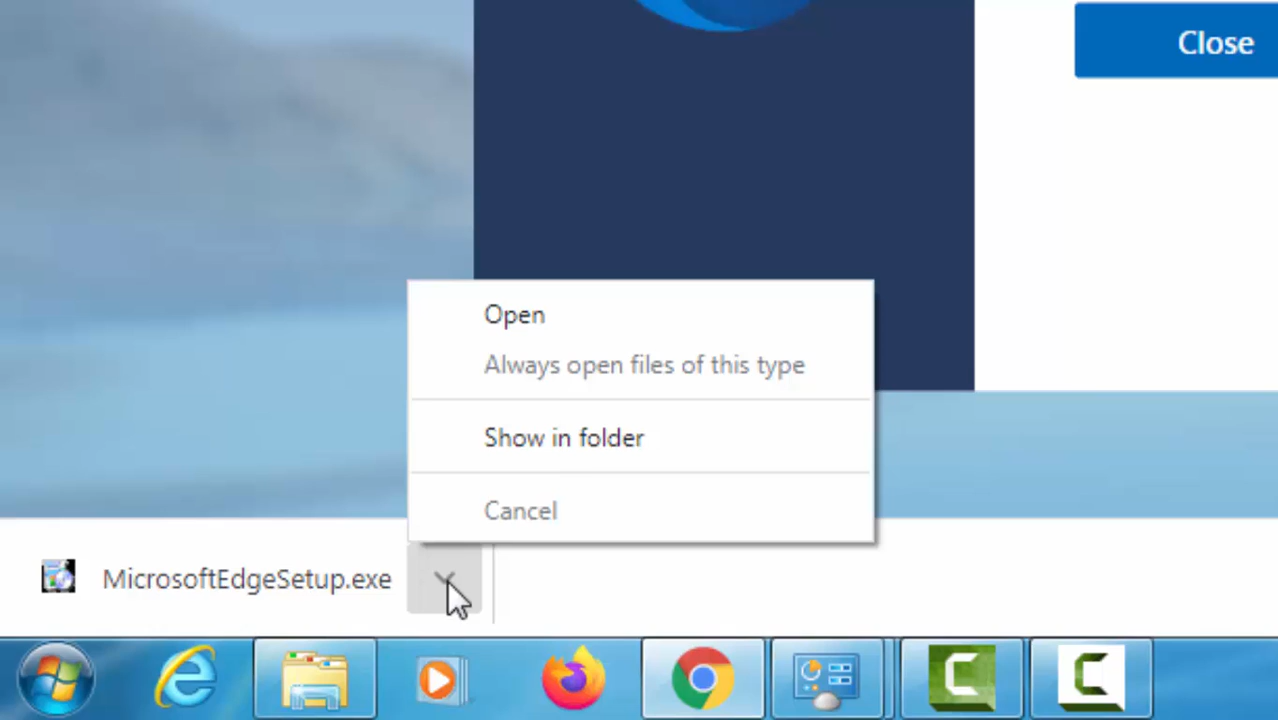 Close
Open
Always open files of this type
Show in folder
Cancel
MicrosoftEdgeSetup.exe